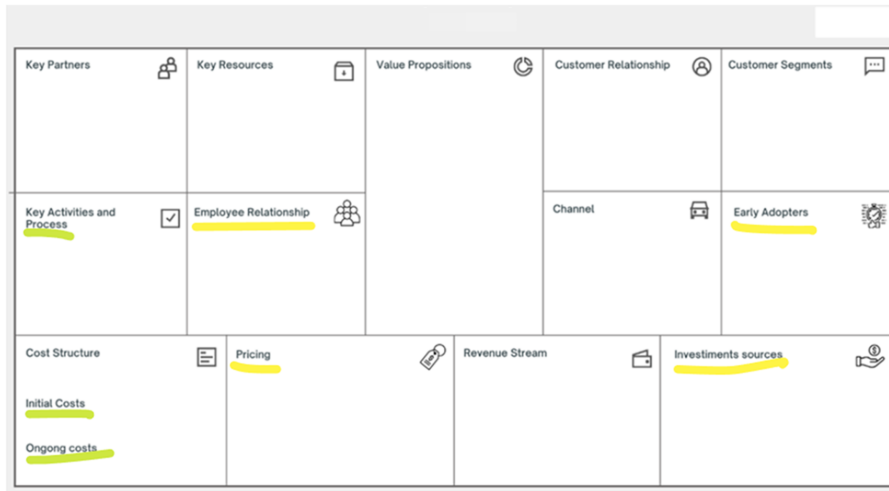 Key Partners
Key Resources
Value Propositions
Customer Relationship
Customer Segments
Key Activities and
Process
Employee Relationship
Channel
Early Adopters
Cost Structure
Initial Costs
Ongong costs
Pricing
Revenue Stream
Investiments sources